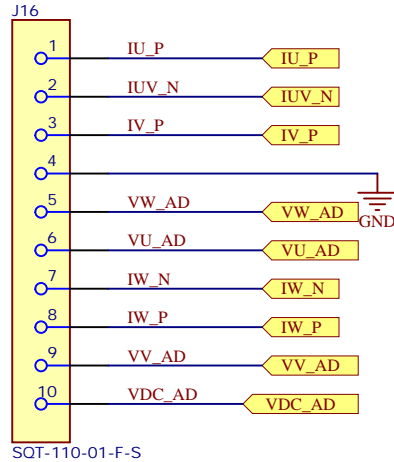 J16
1 IU_P IU_P
2 IUV_N IUV_N
3 IV_P IV_P
4
GND
5 VW_AD VW_AD
6 VU_AD VU_AD
7 IW_N IW_N
8 IW_P IW_P
9 VV_AD VV_AD
10 VDC_AD VDC_AD
SQT-110-01-F-S